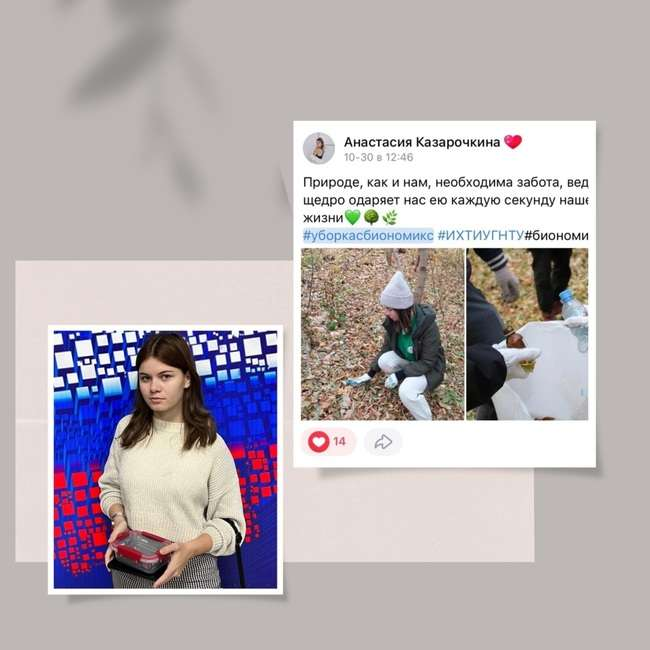 Анастасия Казарочкина
10-30 в 12:46
Природе, как и нам, необходима забота, вед
щедро одаряет нас ею каждую секунду наше
жизни
#уборкасбиономикс #ИХТИУГНТУ#биономи
14